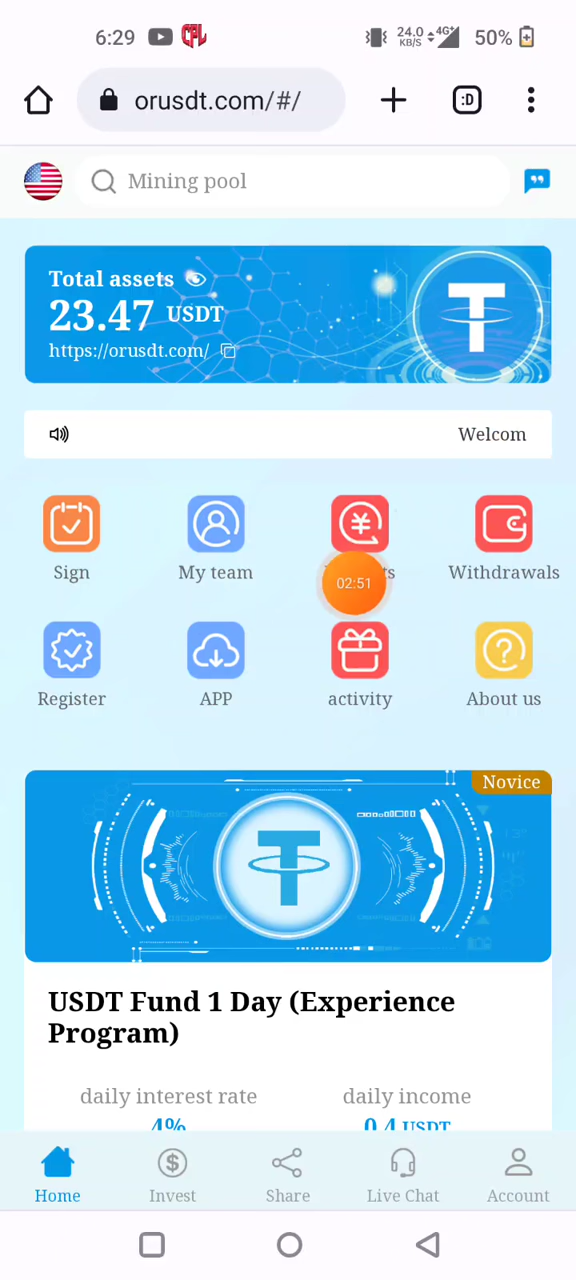 6:29 CPL 24.0 KB/S 4G+ 50%
orusdt.com/#/ :D
Mining pool
Total assets
23.47 USDT
https://orusdt.com/
Welcom
Sign My team Withdrawals
02:51
Register APP activity About us
Novice
USDT Fund 1 Day (Experience
Program)
daily interest rate daily income
4% 0.4 USDT
Home Invest Share Live Chat Account